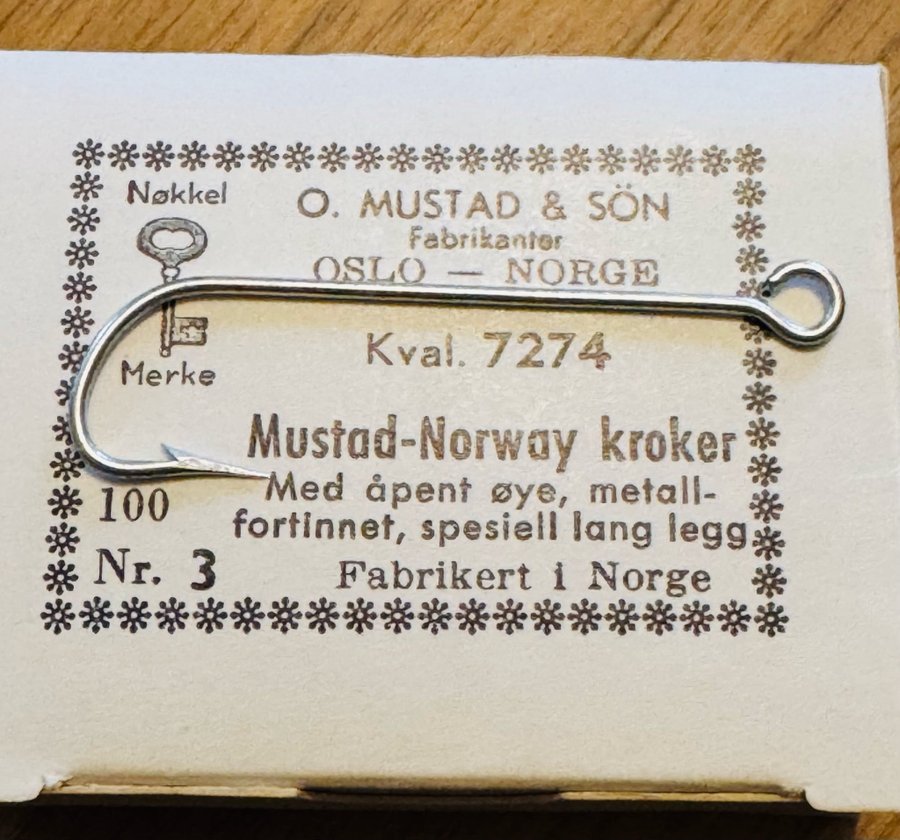 Nøkkel
Merke
O. MUSTAD & SÖN
Fabrikanter
OSLO — NORGE
Kval. 7274
Mustad-Norway kroker
Med åpent øye, metall-
fortinnet, spesiell lang legg
100
Nr. 3
Fabrikert i Norge